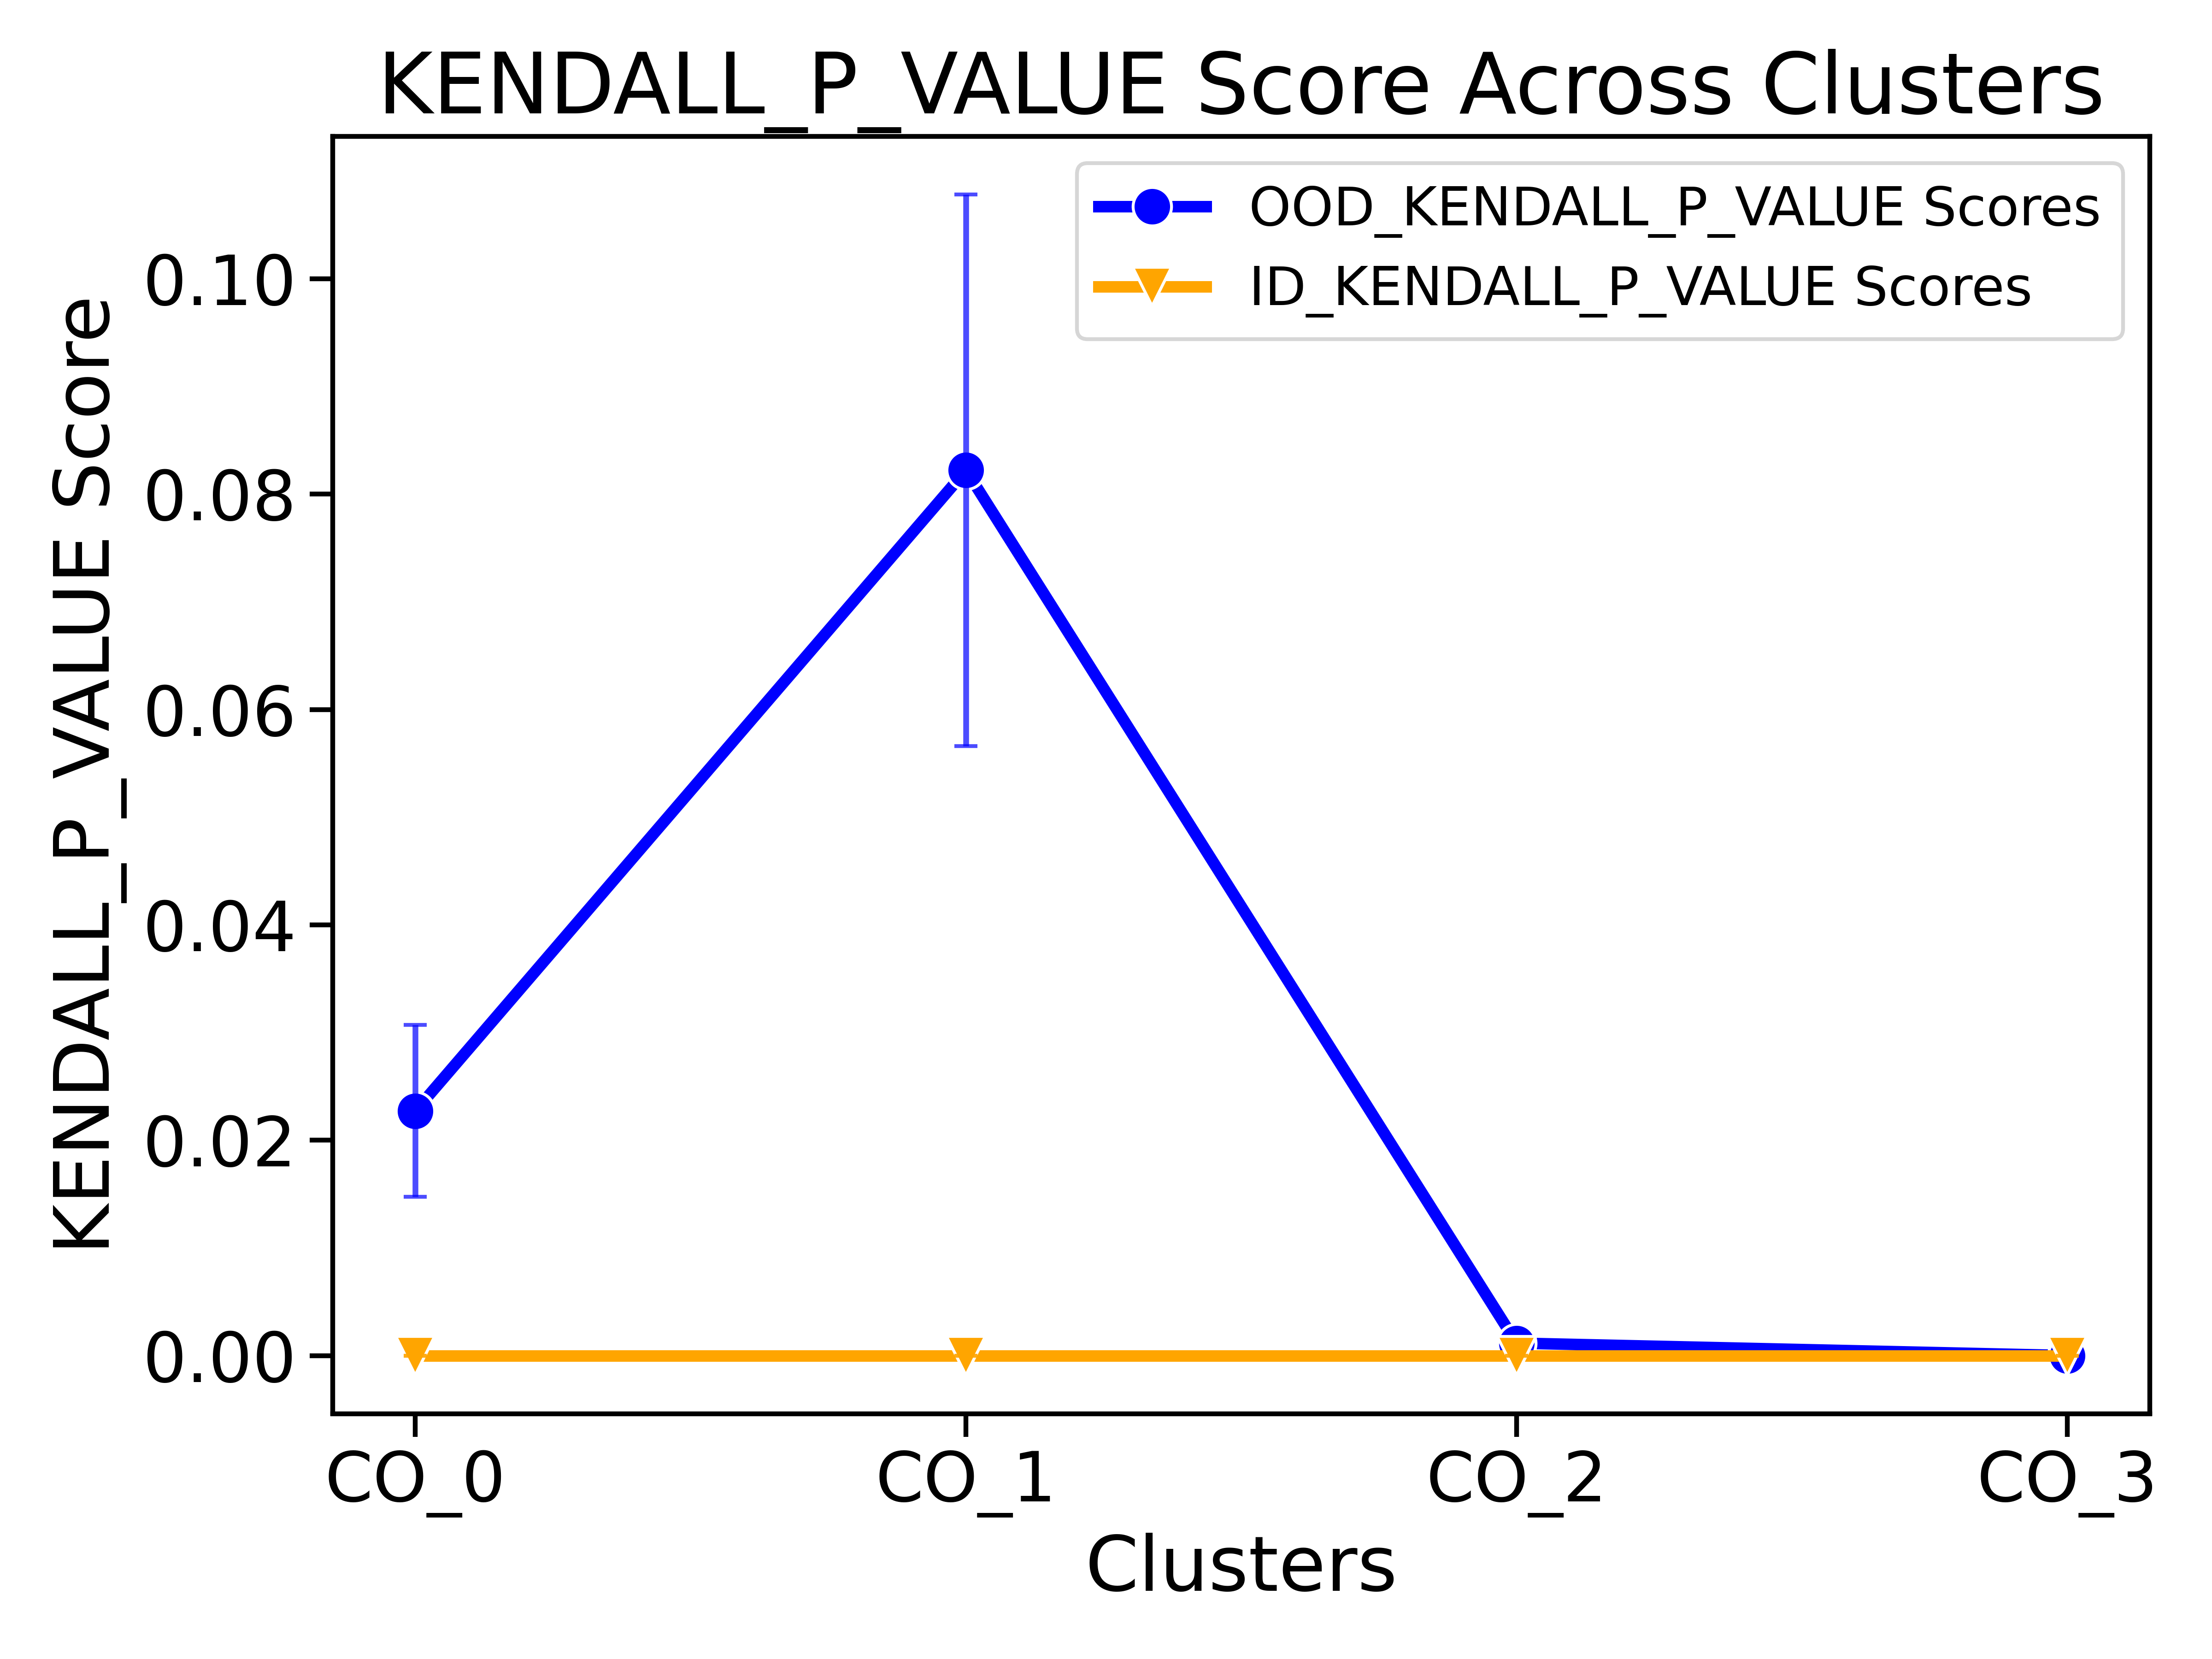 KENDALL_P_VALUE Score Across Clusters
OOD_KENDALL_P_VALUE Scores
ID_KENDALL_P_VALUE Scores
KENDALL_P_VALUE Score
0.10
0.08
0.06
0.04
0.02
0.00
CO_0 CO_1 CO_2 CO_3
Clusters